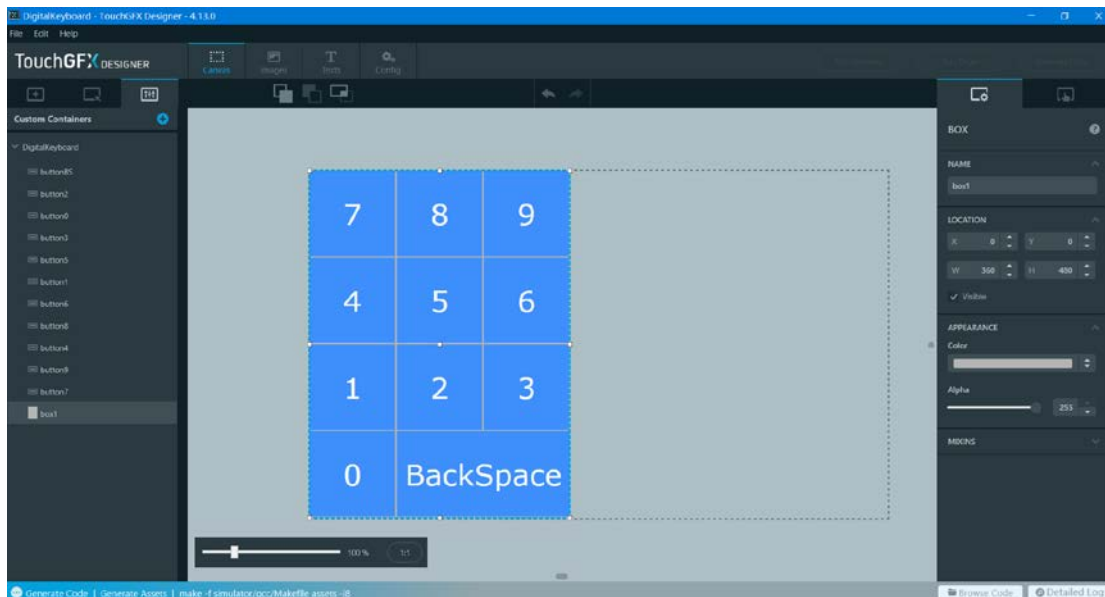 DigitalKeyboard - TouchGFX Designer - 4.13.0
File Edit Help
TouchGFX DESIGNER
Canvas Images Texts Config
Custom Containers
DigitalKeyboard
buttonBS
button2
button0
button3
button5
button1
button6
button8
button4
button9
button7
box1
7 8 9
4 5 6
1 2 3
0 BackSpace
100 % 1:1
BOX
NAME
box1
LOCATION
X 0 Y 0
W 360 H 480
Visible
APPEARANCE
Color
Alpha
255
MIXINS
Generate Code | Generate Assets | make -f simulator/gcc/Makefile assets -j8
Browse Code Detailed Log